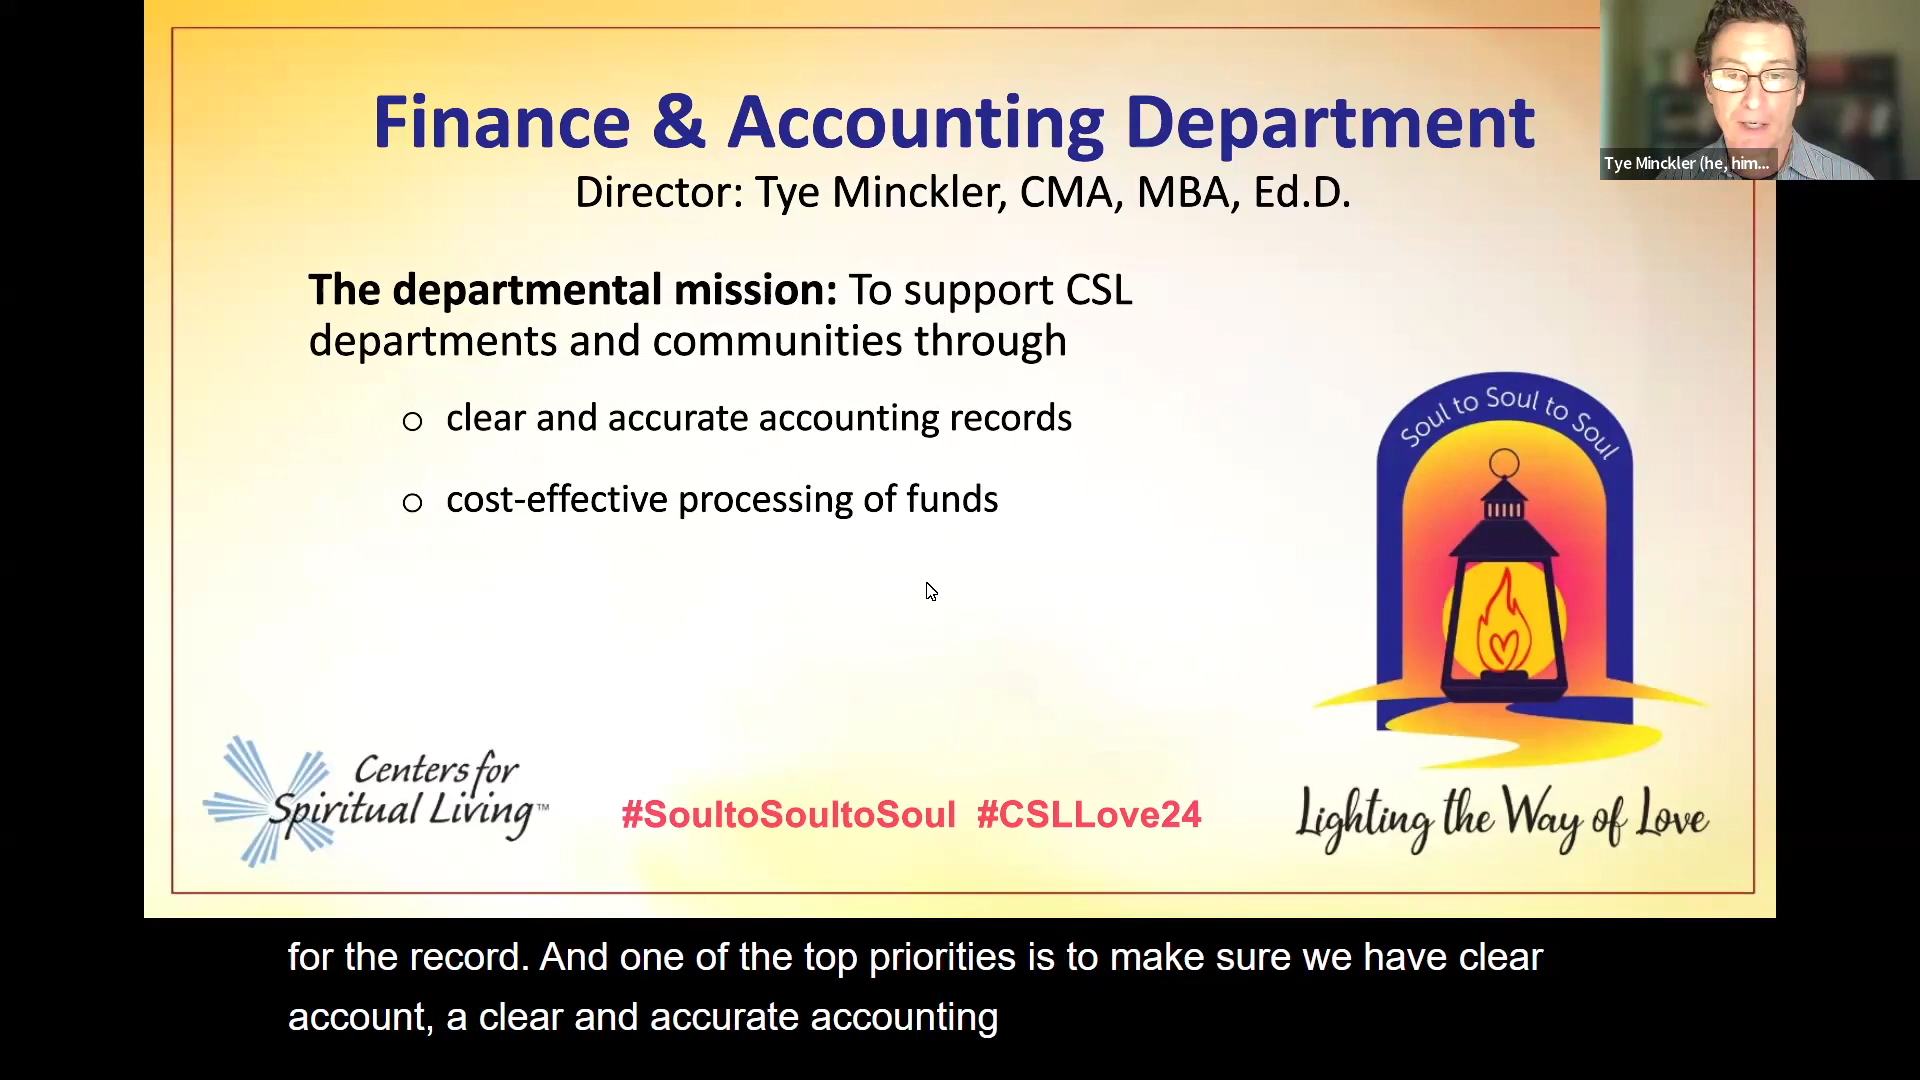 Finance & Accounting Department
Director: Tye Minckler, CMA, MBA, Ed.D.
Tye Minckler (he, him...
The departmental mission: To support CSL
departments and communities through
o clear and accurate accounting records
o cost-effective processing of funds
Soul to Soul to Soul
Centers for
Spiritual Living™
#SoultoSoultoSoul #CSLLove24
Lighting the Way of Love
for the record. And one of the top priorities is to make sure we have clear
account, a clear and accurate accounting